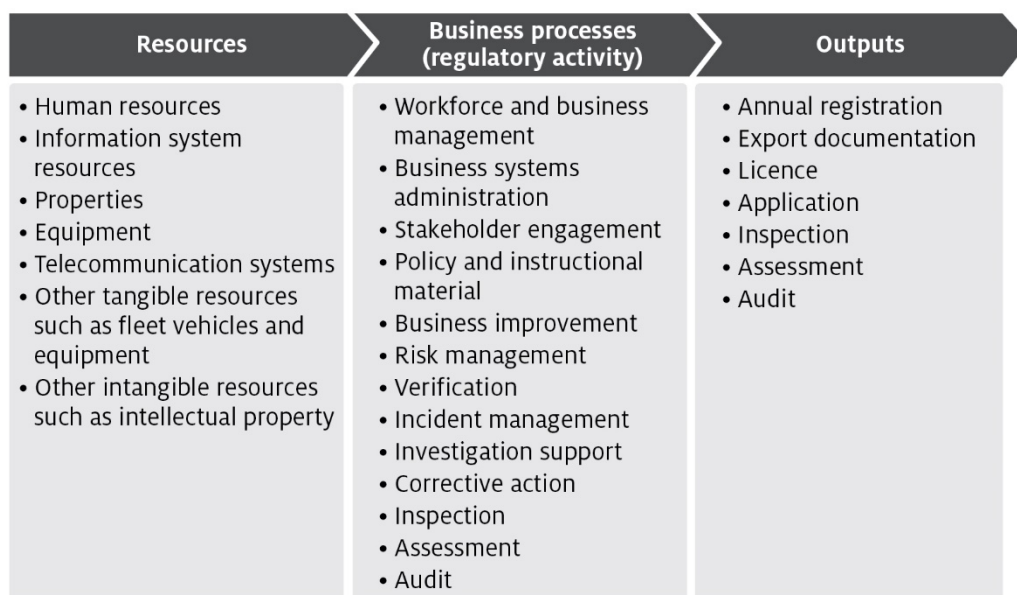 Resources
Business processes
(regulatory activity)
Outputs
• Human resources
• Information system
resources
• Properties
• Equipment
• Telecommunication systems
• Other tangible resources
such as fleet vehicles and
equipment
• Other intangible resources
such as intellectual property
• Workforce and business
management
• Business systems
administration
• Stakeholder engagement
• Policy and instructional
material
• Business improvement
• Risk management
• Verification
• Incident management
• Investigation support
• Corrective action
• Inspection
• Assessment
• Audit
• Annual registration
• Export documentation
• Licence
• Application
• Inspection
• Assessment
• Audit